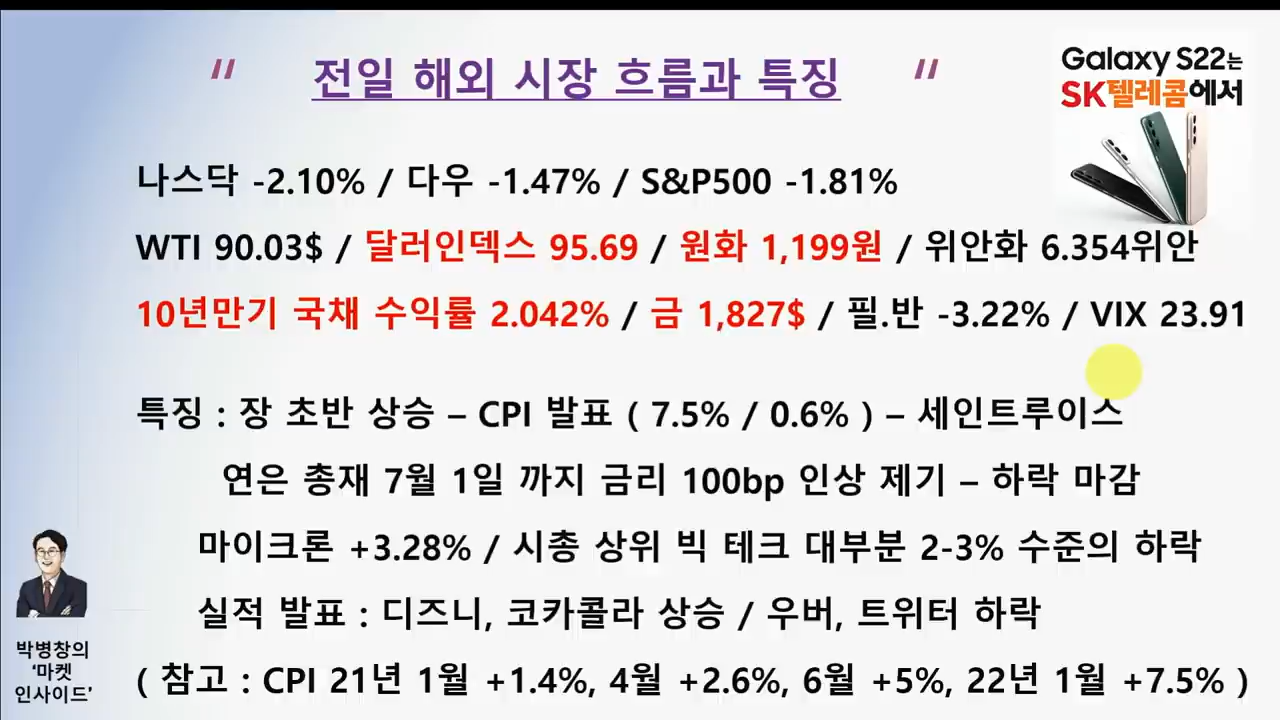 " 전일 해외 시장 흐름과 특징 "
Galaxy S22는
SK텔레콤에서
나스닥 -2.10% / 다우 -1.47% / S&P500 -1.81%
WTI 90.03$ / 달러인덱스 95.69 / 원화 1,199원 / 위안화 6.354위안
10년만기 국채 수익률 2.042% / 금 1,827$ / 필.반 -3.22% / VIX 23.91
특징 : 장 초반 상승 – CPI 발표 ( 7.5% / 0.6% ) – 세인트루이스
연은 총재 7월 1일 까지 금리 100bp 인상 제기 – 하락 마감
마이크론 +3.28% / 시총 상위 빅 테크 대부분 2-3% 수준의 하락
실적 발표 : 디즈니, 코카콜라 상승 / 우버, 트위터 하락
( 참고 : CPI 21년 1월 +1.4%, 4월 +2.6%, 6월 +5%, 22년 1월 +7.5% )
박병창의
‘마켓
인사이드’